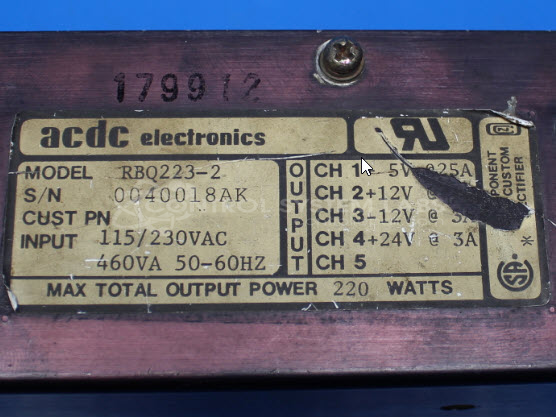 179912
acdc electronics
MODEL RBQ223-2
S/N 0040018AK
CUST PN
INPUT 115/230VAC
460VA 50-60HZ
OUTPUT
CH 1 5V @25A
CH 2 +12V @
CH 3 -12V @ 5A
CH 4 +24V @ 3A
CH 5
MAX TOTAL OUTPUT POWER 220 WATTS
CUSTOM